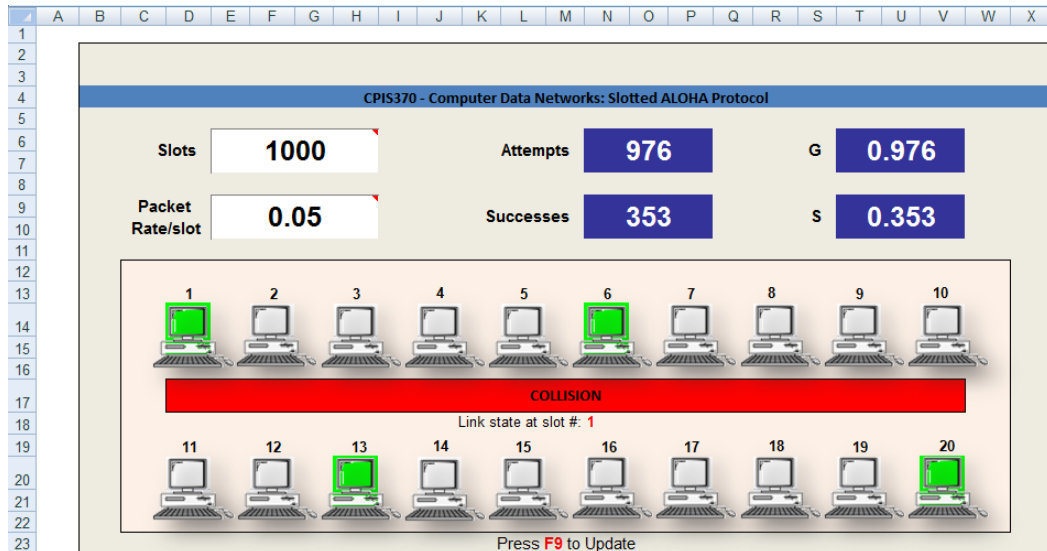 A B C D E F G H I J K L M N O P Q R S T U V W X
1
2
3
4 CPIS370 - Computer Data Networks: Slotted ALOHA Protocol
5
6 Slots 1000 Attempts 976 G 0.976
7
8
9 Packet Rate/slot 0.05 Successes 353 S 0.353
10
11
12
13 1 2 3 4 5 6 7 8 9 10
14
15
16
17 COLLISION
18 Link state at slot #: 1
19 11 12 13 14 15 16 17 18 19 20
20
21
22
23 Press F9 to Update